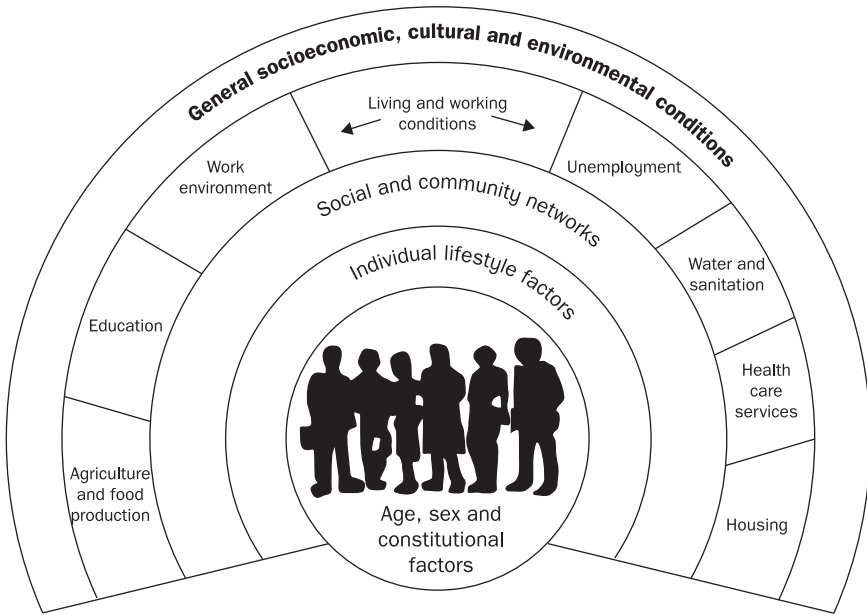 General socioeconomic, cultural and environmental conditions
Living and working
conditions
Work
environment
Unemployment
Social and community networks
Water and
sanitation
Individual lifestyle factors
Education
Health
care
services
Agriculture
and food
production
Housing
Age, sex and
constitutional
factors